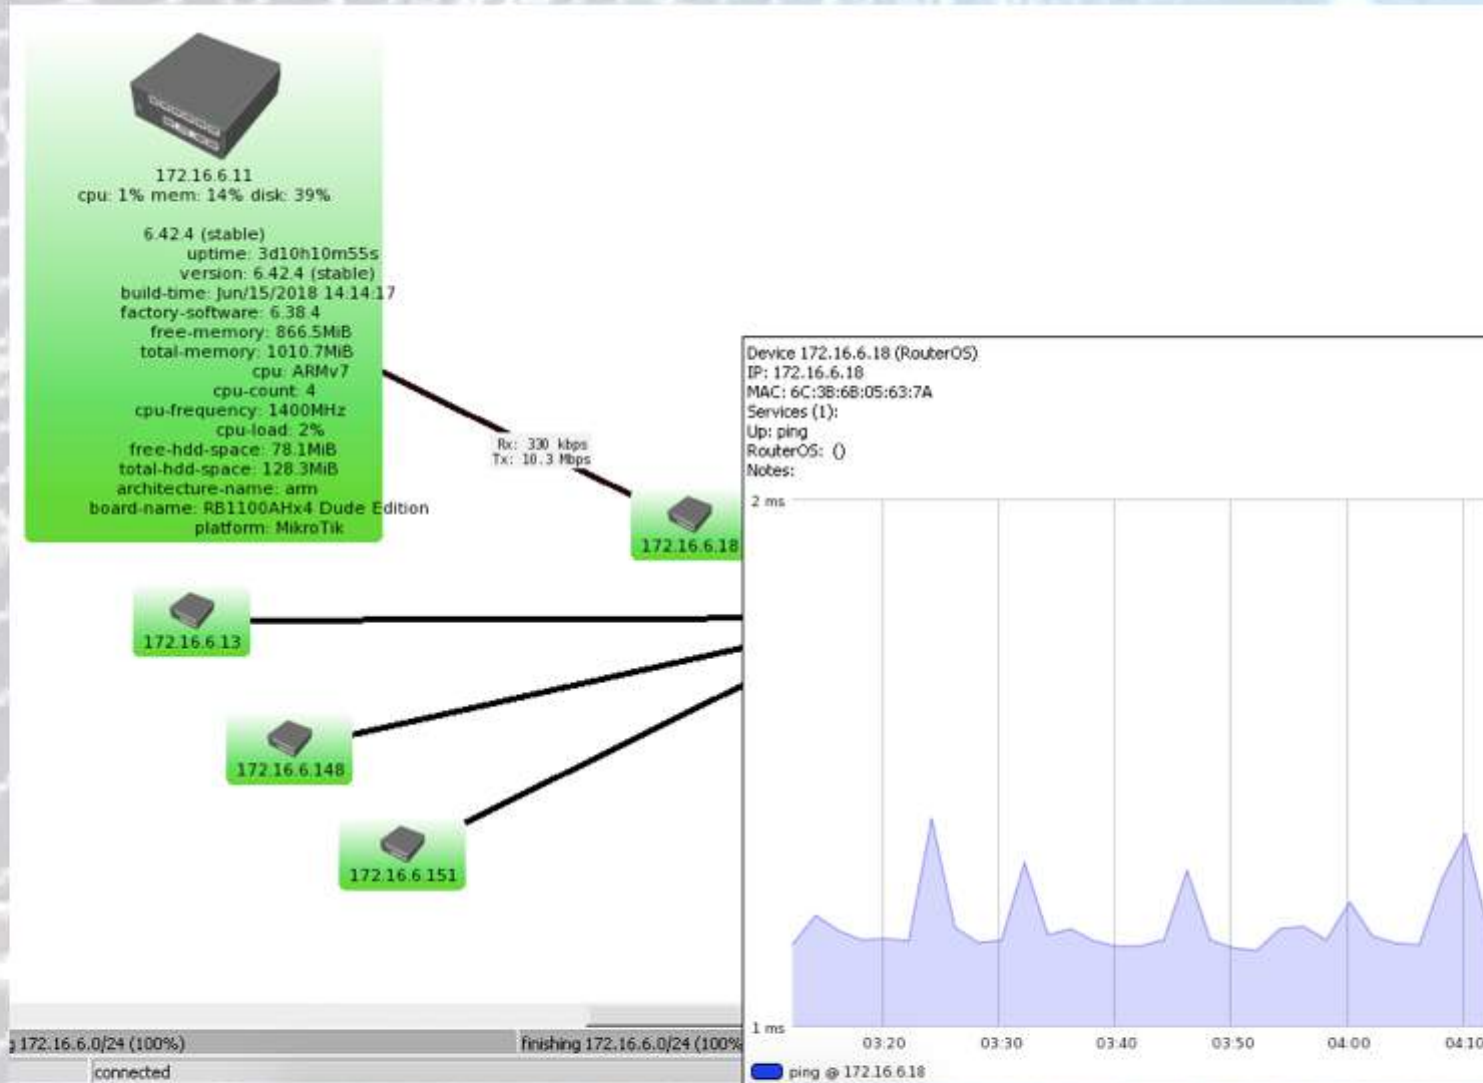 172.16.6.11
cpu: 1% mem: 14% disk: 39%
6.42.4 (stable)
uptime: 3d10h10m55s
version: 6.42.4 (stable)
build-time: Jun/15/2018 14:14:17
factory-software: 6.38.4
free-memory: 866.5MiB
total-memory: 1010.7MiB
cpu: ARMv7
cpu-count: 4
cpu-frequency: 1400MHz
cpu-load: 2%
free-hdd-space: 78.1MiB
total-hdd-space: 128.3MiB
architecture-name: arm
board-name: RB1100AHx4 Dude Edition
platform: MikroTik
Rx: 330 kbps
Tx: 10.3 Mbps
172.16.6.18
172.16.6.13
172.16.6.148
172.16.6.151
Device 172.16.6.18 (RouterOS)
IP: 172.16.6.18
MAC: 6C:3B:6B:05:63:7A
Services (1):
Up: ping
RouterOS: ()
Notes:
2 ms
1 ms
03:20 03:30 03:40 03:50 04:00 04:10
ping @ 172.16.6.18
g 172.16.6.0/24 (100%)
finishing 172.16.6.0/24 (100%
connected